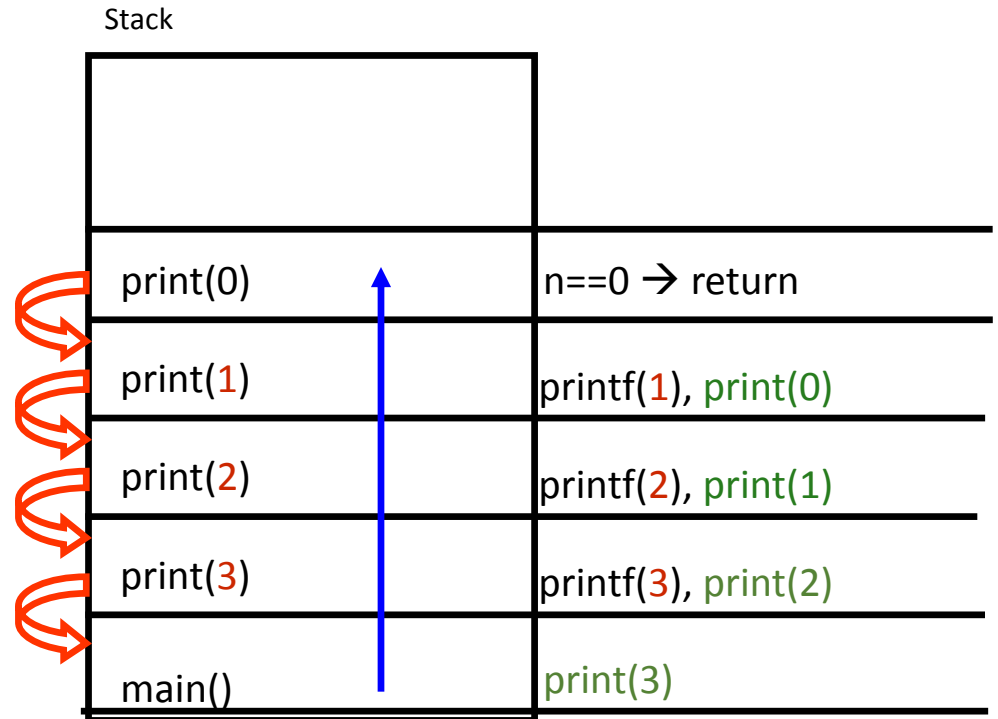 Stack
print(0) n==0 → return
print(1) printf(1), print(0)
print(2) printf(2), print(1)
print(3) printf(3), print(2)
main() print(3)